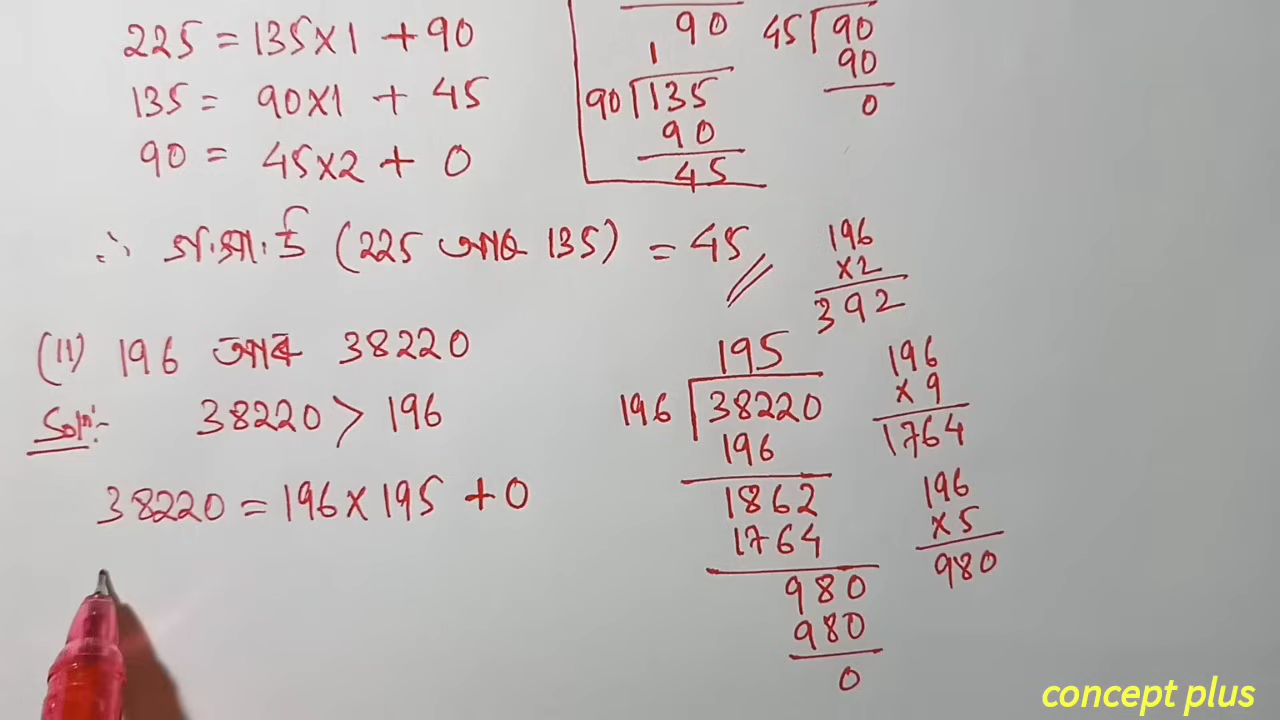 225 = 135×1 + 90
135 = 90×1 + 45
90 = 45×2 + 0
90
1
90 135
90
45
45 90
90
0
∴ গ.সা.উ (225 আৰু 135) = 45
(II) 196 আৰু 38220
Soln:-
38220 > 196
38220 = 196×195 + 0
196
×2
392
195
196 38220
196
1862
1764
980
980
0
196
×9
1764
196
×5
980
concept plus